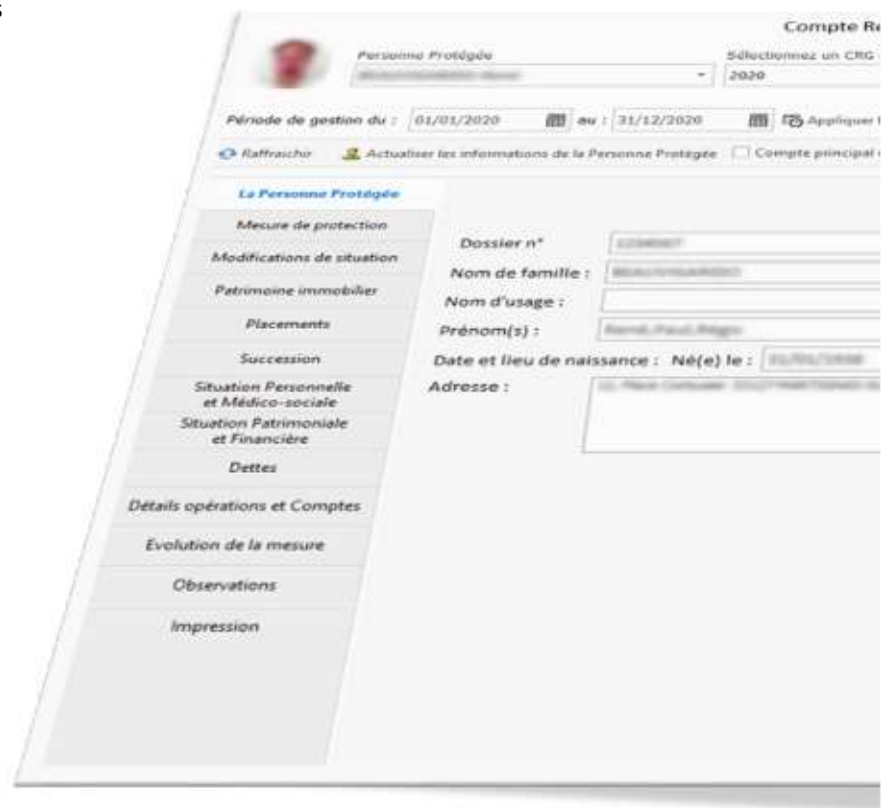 s
Compte Re
Personne Protégée
Sélectionnez un CRG
2020
Période de gestion du : 01/01/2020 au : 31/12/2020 Appliquer
Raffraichir Actualiser les informations de la Personne Protégée Compte principal
La Personne Protégée
Mesure de protection
Modifications de situation
Patrimoine immobilier
Placements
Succession
Situation Personnelle
et Médico-sociale
Situation Patrimoniale
et Financière
Dettes
Détails opérations et Comptes
Evolution de la mesure
Observations
Impression
Dossier n°
Nom de famille :
Nom d'usage :
Prénom(s) :
Date et lieu de naissance : Né(e) le :
Adresse :